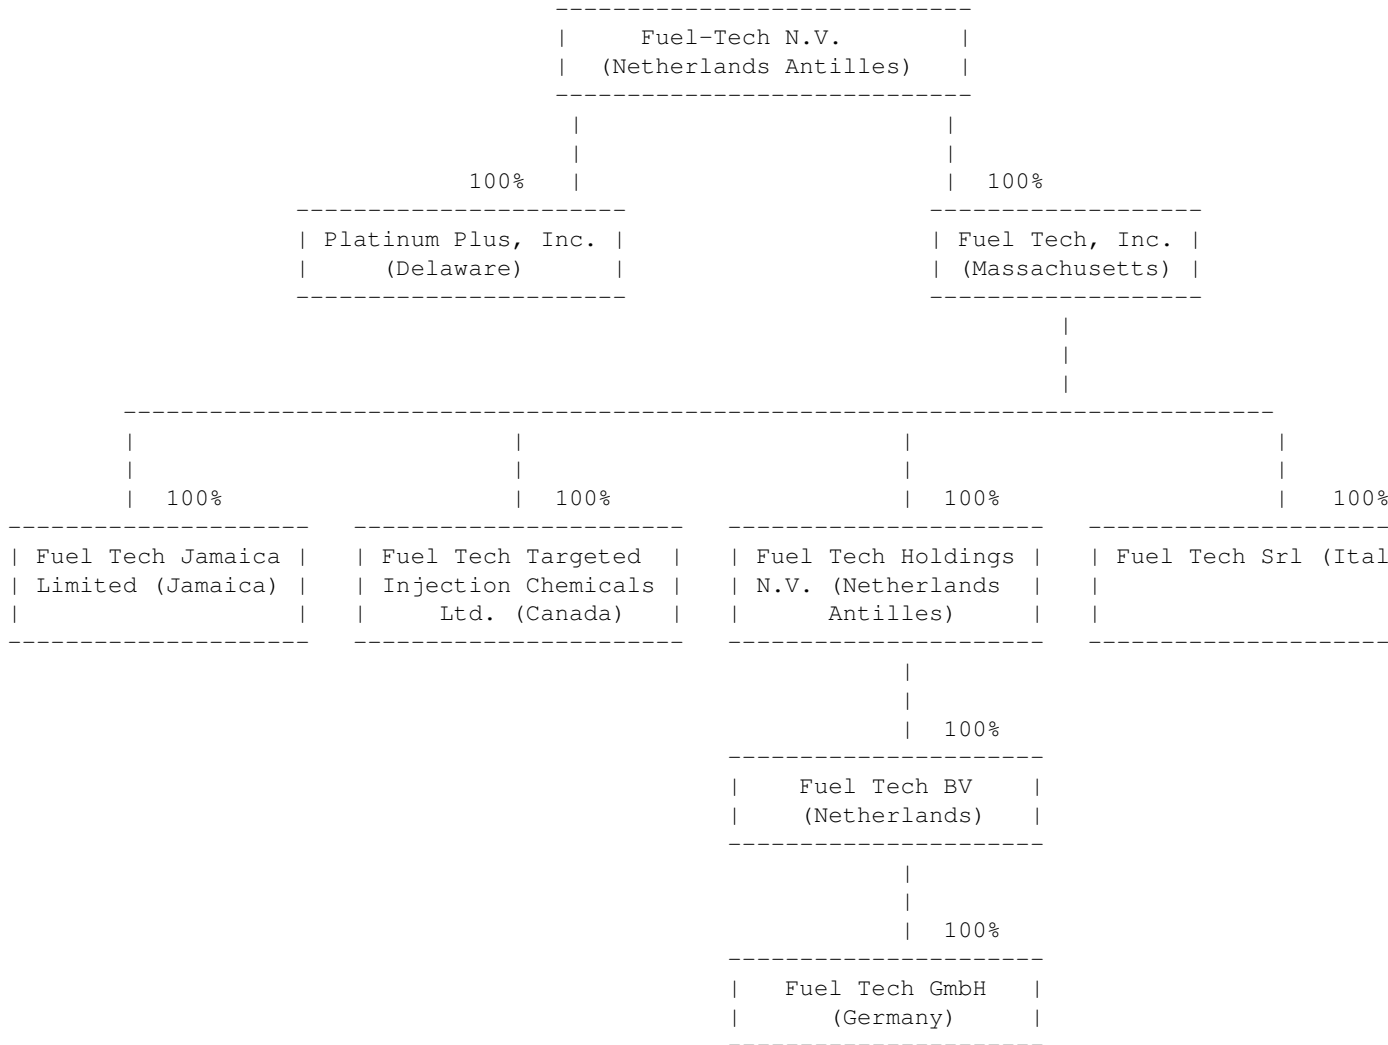 Fuel-Tech N.V.
(Netherlands Antilles)
100%
100%
Platinum Plus, Inc.
(Delaware)
Fuel Tech, Inc.
(Massachusetts)
100%
100%
100%
100%
Fuel Tech Jamaica
Limited (Jamaica)
Fuel Tech Targeted
Injection Chemicals
Ltd. (Canada)
Fuel Tech Holdings
N.V. (Netherlands
Antilles)
Fuel Tech Srl (Ital
100%
Fuel Tech BV
(Netherlands)
100%
Fuel Tech GmbH
(Germany)